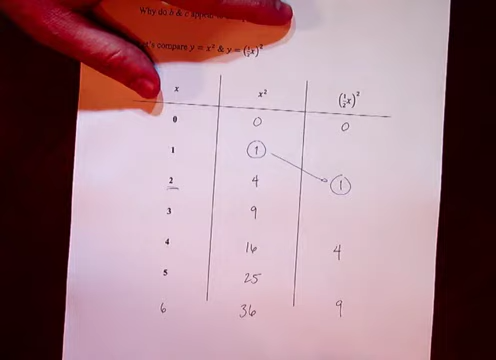 Why do b & c appea
's compare y = x² & y = (½x)²
x x² (½x)²
0 0 0
1 1
2 4 1
3 9
4 16 4
5 25
6 36 9